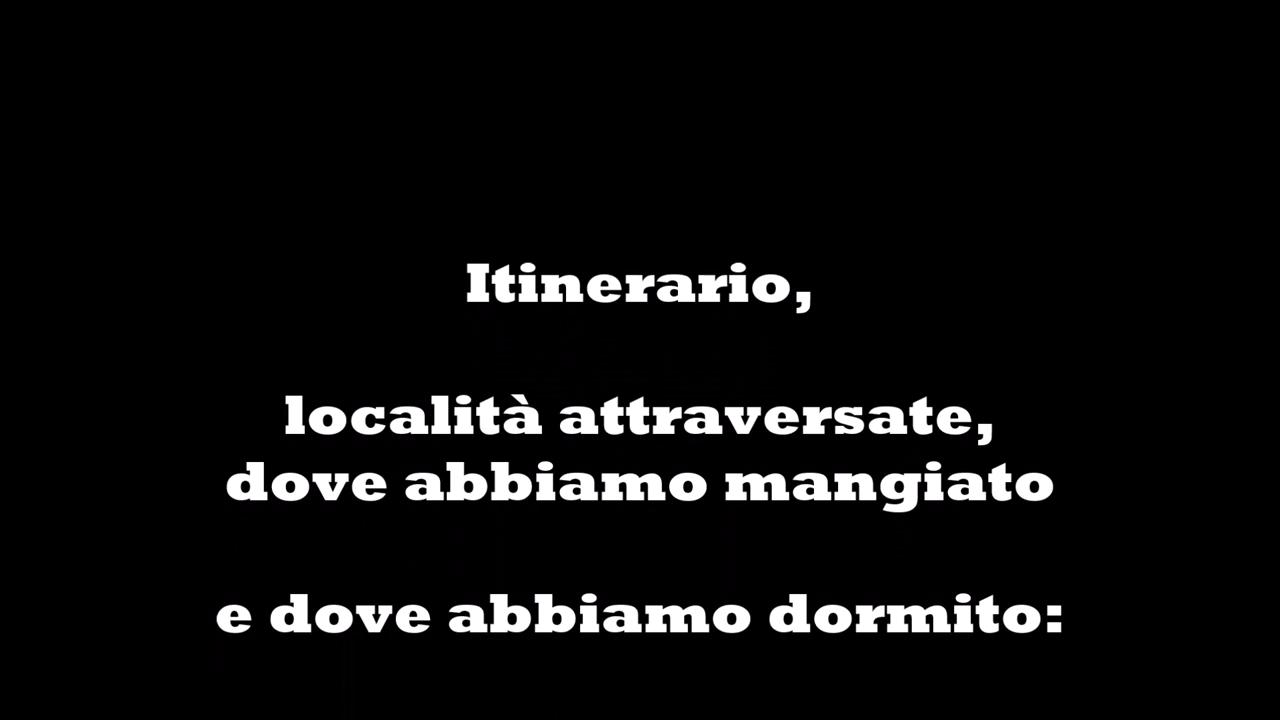 Itinerario,
località attraversate,
dove abbiamo mangiato
e dove abbiamo dormito: